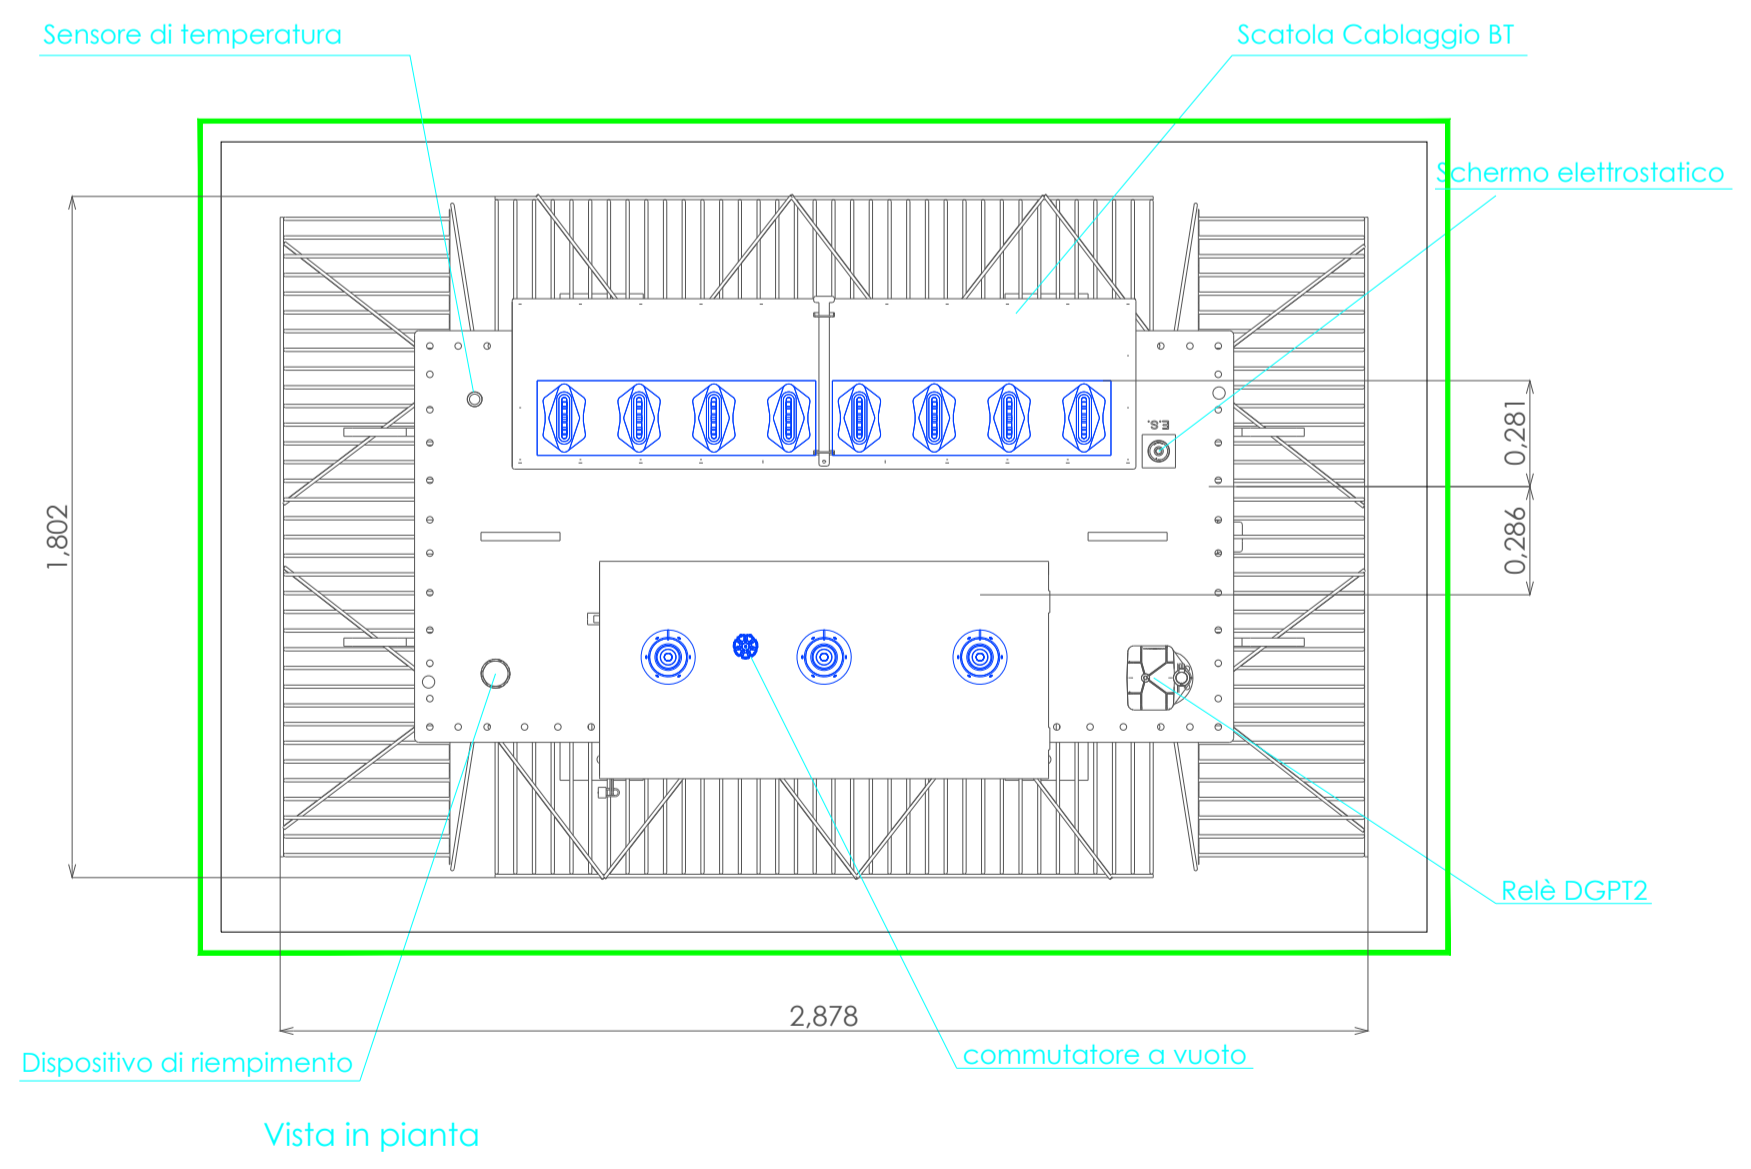 Sensore di temperatura
Scatola Cablaggio BT
Schermo elettrostatico
E.S.
0,281
0,286
1,802
Relè DGPT2
2,878
Dispositivo di riempimento
commutatore a vuoto
Vista in pianta